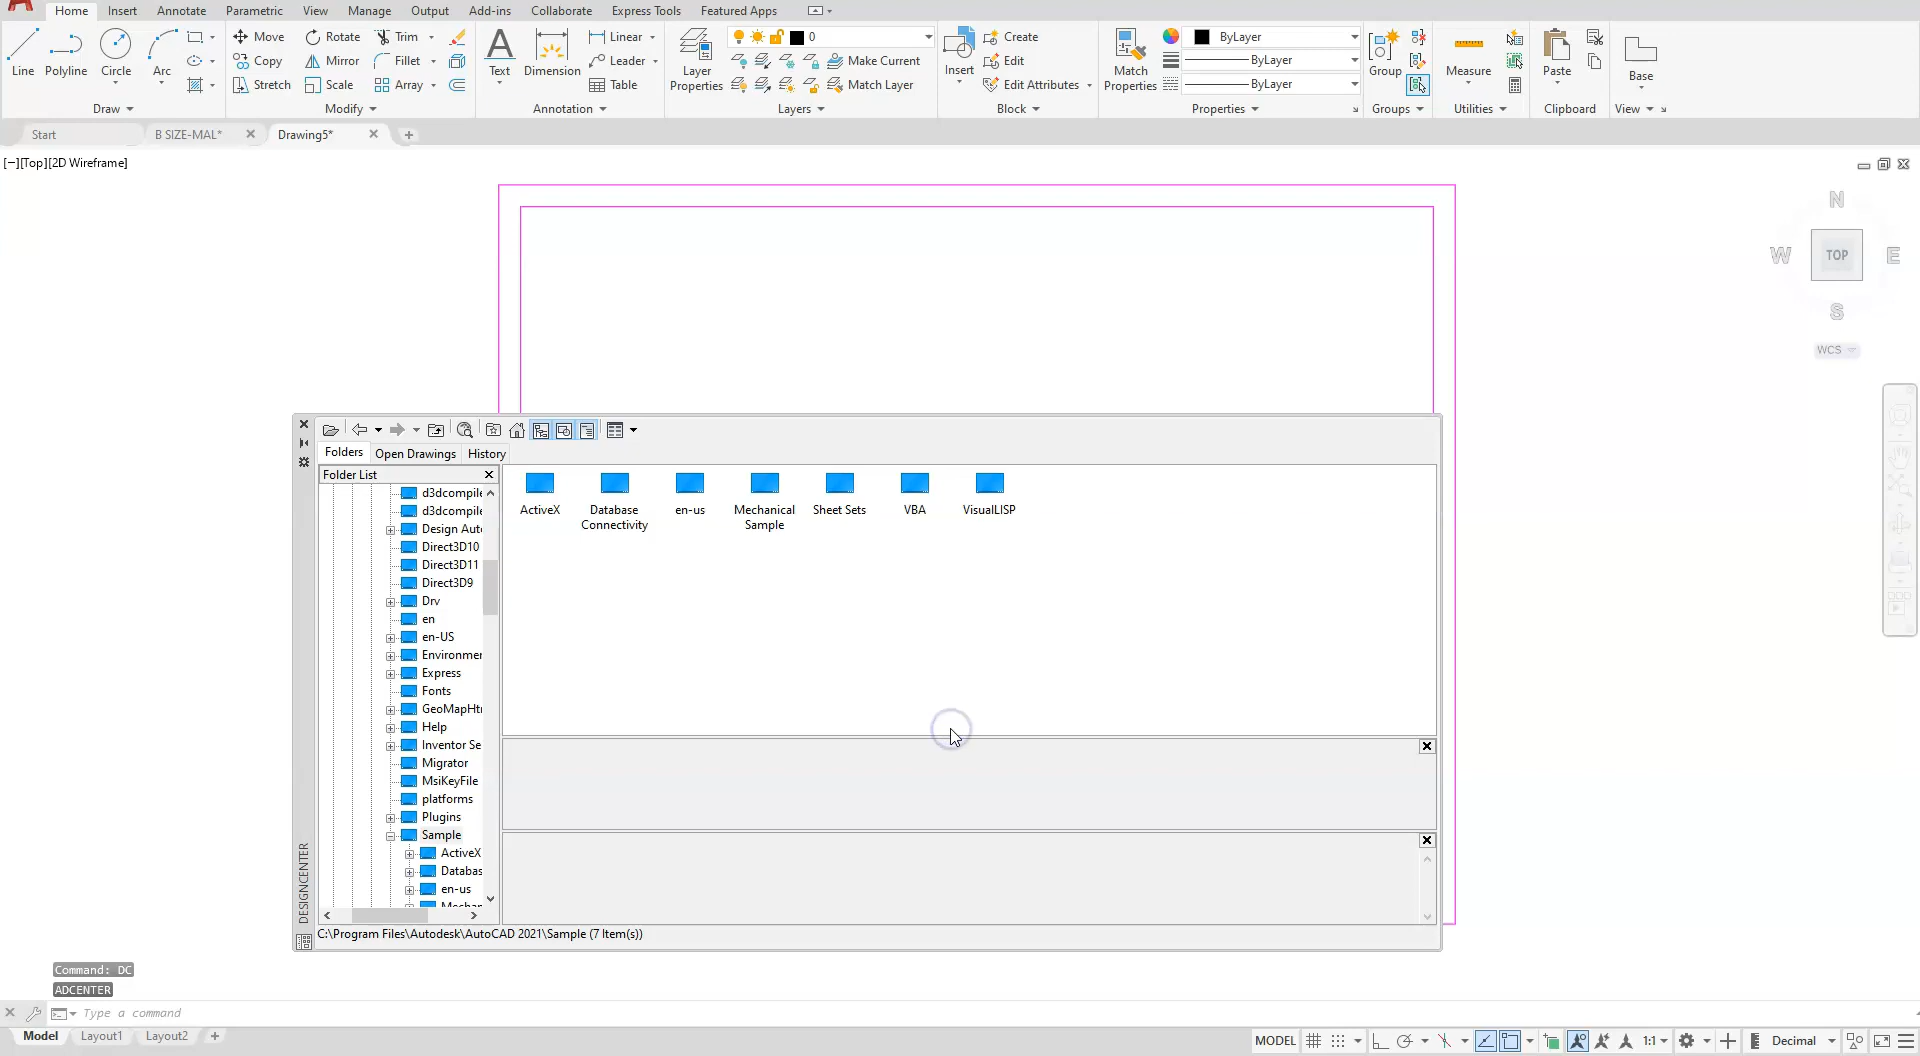 Home Insert Annotate Parametric View Manage Output Add-ins Collaborate Express Tools Featured Apps
Line Polyline Circle Arc
Move Rotate Trim
Copy Mirror Fillet
Stretch Scale Array
Text Dimension
Linear
Leader
Table
Layer
Properties
0
Make Current
Match Layer
Insert
Create
Edit
Edit Attributes
Match
Properties
ByLayer
ByLayer
ByLayer
Group
Measure
Paste
Base
Draw Modify Annotation Layers Block Properties Groups Utilities Clipboard View
Start B SIZE-MAL* Drawing5*
[−][Top][2D Wireframe]
N
W TOP E
S
WCS
Folders Open Drawings History
Folder List
d3dcompile
d3dcompile
Design Aut
Direct3D10
Direct3D11
Direct3D9
Drv
en
en-US
Environmer
Express
Fonts
GeoMapHtr
Help
Inventor Se
Migrator
MsiKeyFile
platforms
Plugins
Sample
ActiveX
Databas
en-us
ActiveX
Database
Connectivity
en-us
Mechanical
Sample
Sheet Sets
VBA
VisualLISP
DESIGNCENTER
C:\Program Files\Autodesk\AutoCAD 2021\Sample (7 Item(s))
Command: DC
ADCENTER
Type a command
Model Layout1 Layout2
MODEL 1:1 Decimal